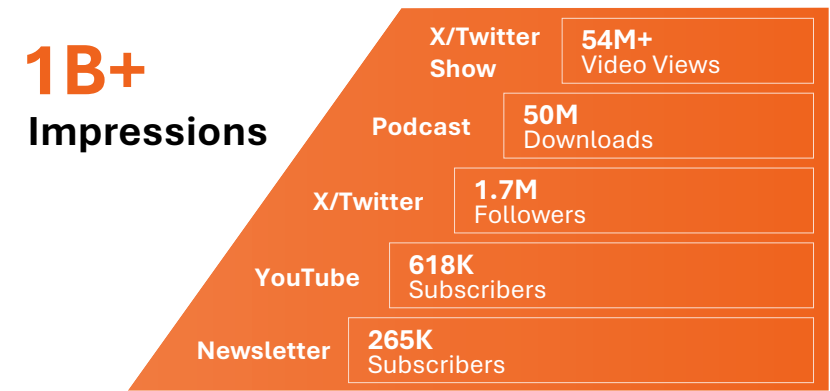 1B+
Impressions
X/Twitter
Show
54M+
Video Views
Podcast
50M
Downloads
X/Twitter
1.7M
Followers
YouTube
618K
Subscribers
Newsletter
265K
Subscribers